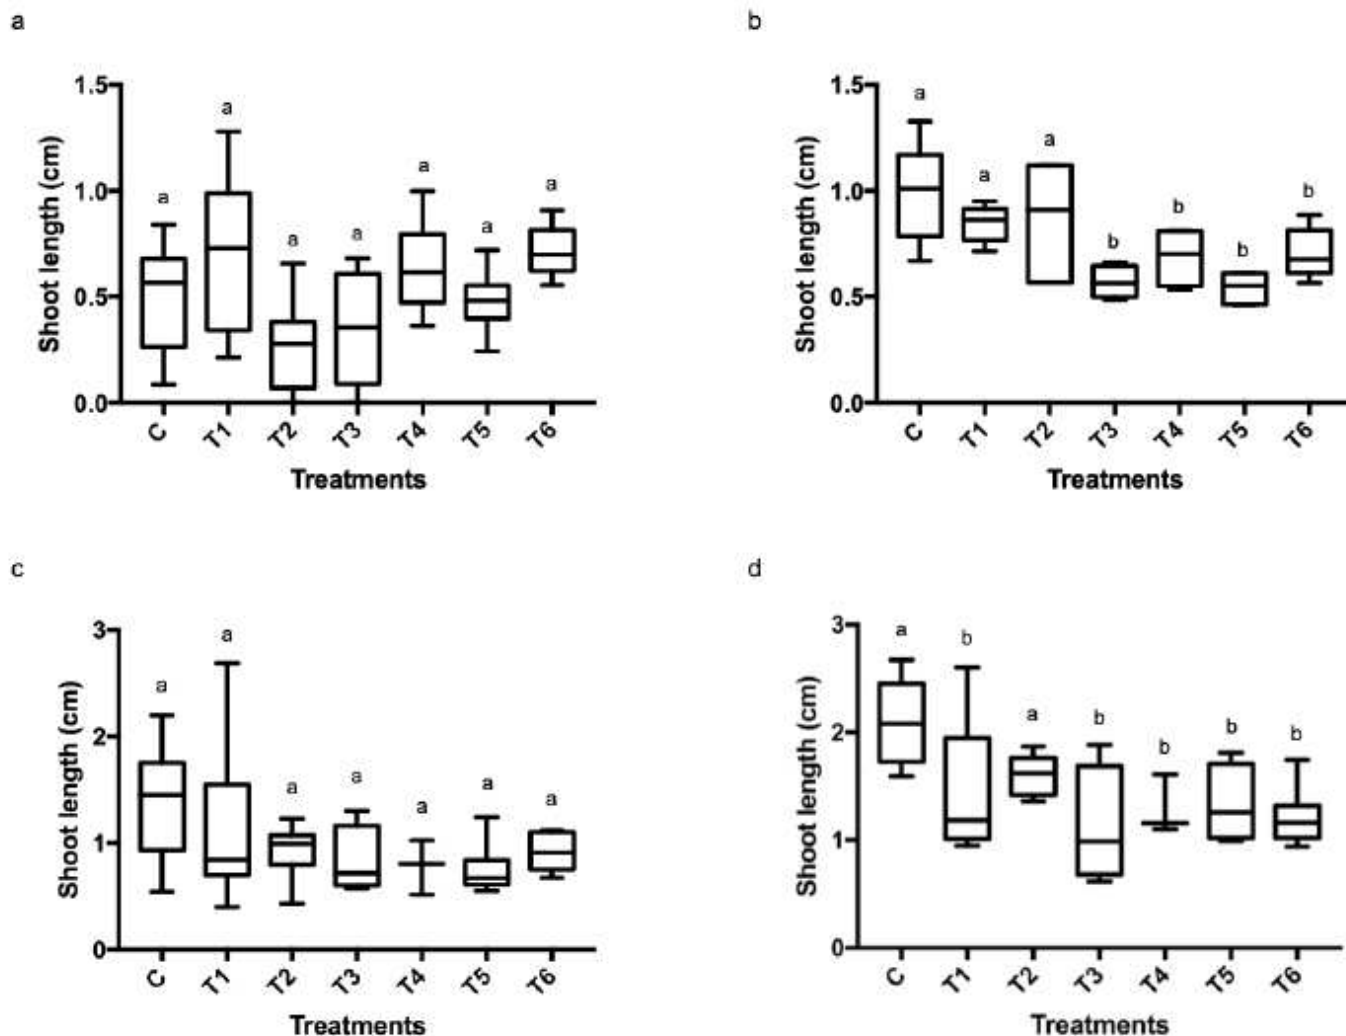 a
1.5
1.0
0.5
0.0
Shoot length (cm)
a a a a a a a
C T1 T2 T3 T4 T5 T6
Treatments
b
1.5
1.0
0.5
0.0
Shoot length (cm)
a a a b b b b
C T1 T2 T3 T4 T5 T6
Treatments
c
3
2
1
0
Shoot length (cm)
a a a a a a a
C T1 T2 T3 T4 T5 T6
Treatments
d
3
2
1
0
Shoot length (cm)
a b a b b b b
C T1 T2 T3 T4 T5 T6
Treatments